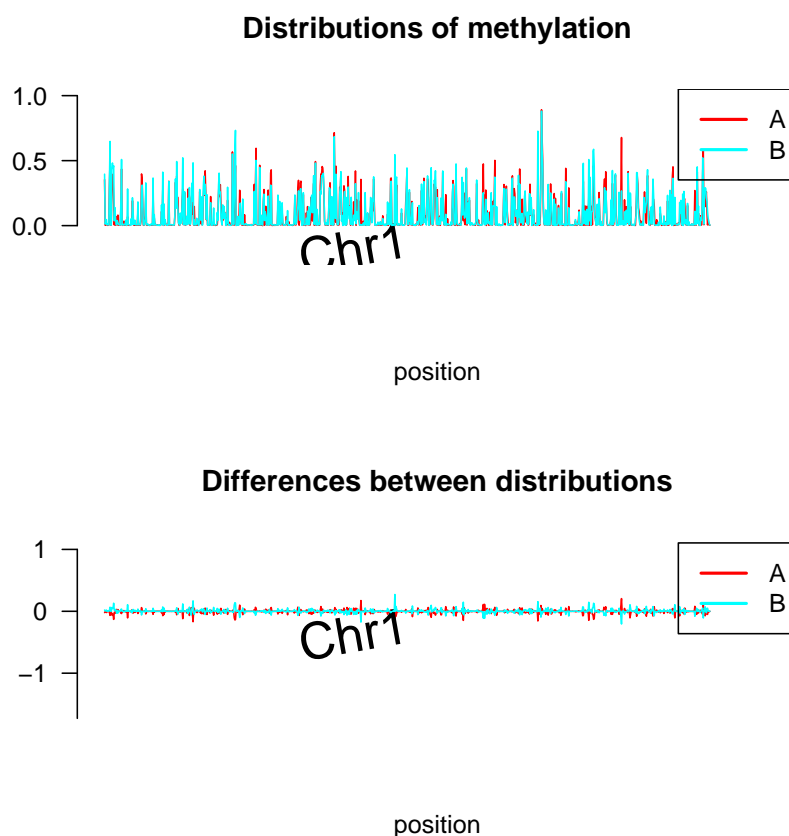 Distributions of methylation
1.0
0.5
0.0
A
B
Chr1
position
Differences between distributions
1
0
−1
A
B
Chr1
position